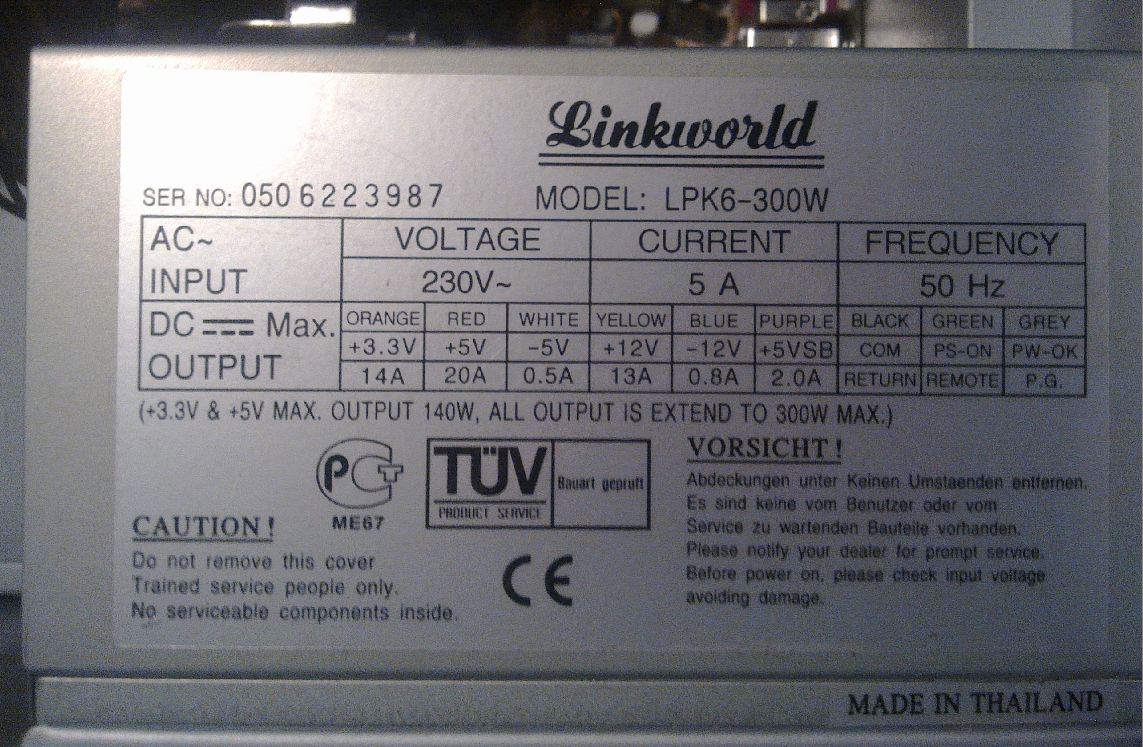 Linkworld
SER NO: 0506223987 MODEL: LPK6-300W
AC~ INPUT VOLTAGE CURRENT FREQUENCY
230V~ 5 A 50 Hz
DC Max. OUTPUT ORANGE RED WHITE YELLOW BLUE PURPLE BLACK GREEN GREY
+3.3V +5V -5V +12V -12V +5VSB COM PS-ON PW-OK
14A 20A 0.5A 13A 0.8A 2.0A RETURN REMOTE P.G.
(+3.3V & +5V MAX. OUTPUT 140W, ALL OUTPUT IS EXTEND TO 300W MAX.)
PCT
ME67
TÜV
PRODUCT SERVICE
Bauart gepruft
CE
CAUTION !
Do not remove this cover
Trained service people only.
No serviceable components inside.
VORSICHT !
Abdeckungen unter Keinen Umstaenden entfernen.
Es sind keine vom Benutzer oder vom
Service zu wartenden Bauteile vorhanden.
Please notify your dealer for prompt service.
Before power on, please check input voltage
avoiding damage.
MADE IN THAILAND